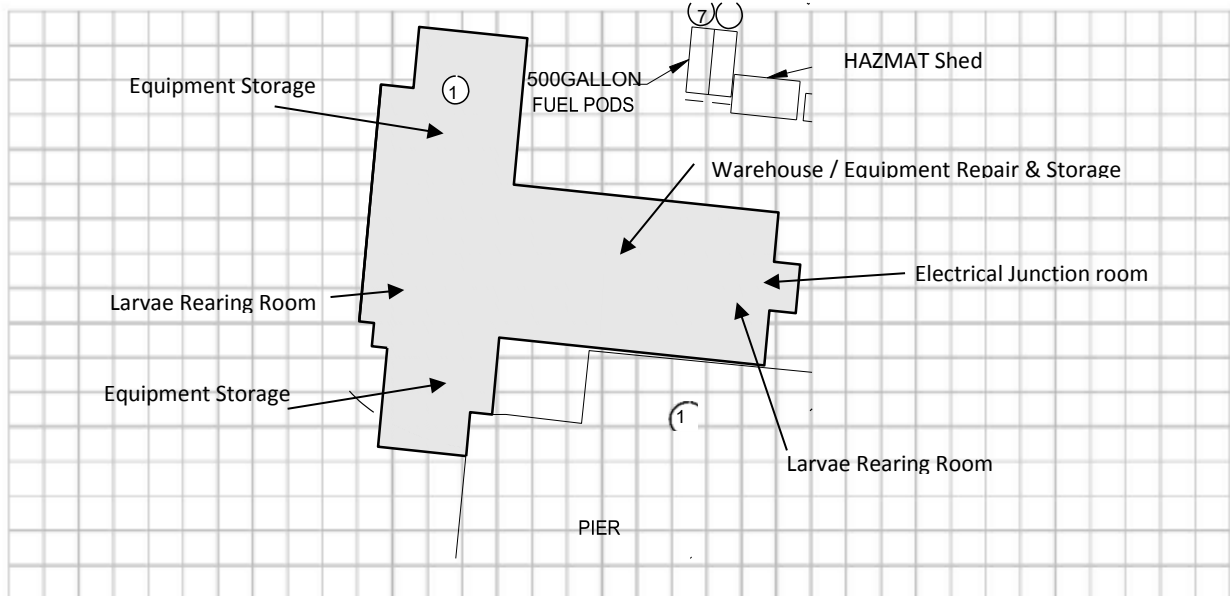 7
HAZMAT Shed
Equipment Storage
1
500GALLON
FUEL PODS
Warehouse / Equipment Repair & Storage
Electrical Junction room
Larvae Rearing Room
Equipment Storage
1
Larvae Rearing Room
PIER